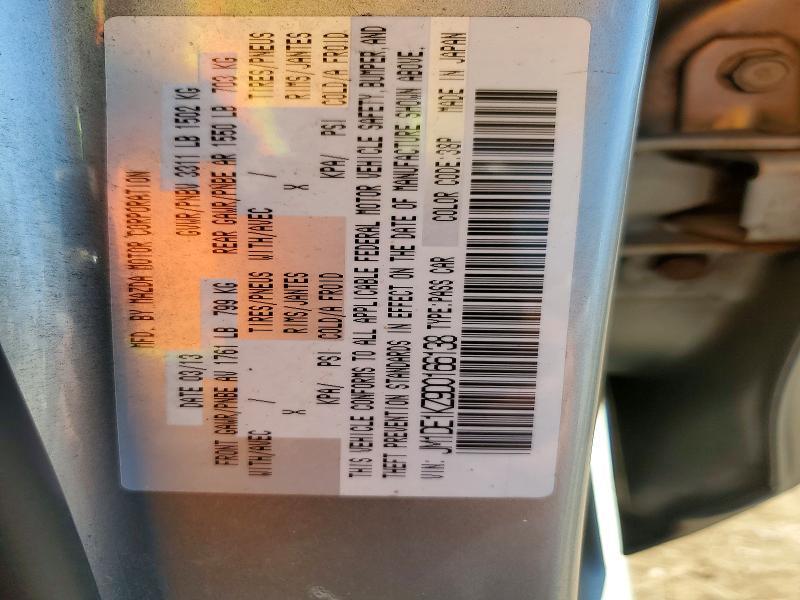 MFD. BY MAZDA MOTOR CORPORATION
DATE 03/13 GVWR/PNBV 3311 LB 1502 KG
FRONT GAWR/PNBE AV 1761 LB 799 KG REAR GAWR/PNBE AR 1550 LB 703 KG
WITH/AVEC / TIRES/PNEUS WITH/AVEC / TIRES/PNEUS
X RIMS/JANTES X RIMS/JANTES
KPA/ PSI COLD/A FROID KPA/ PSI COLD/A FROID.
THIS VEHICLE CONFORMS TO ALL APPLICABLE FEDERAL MOTOR VEHICLE SAFETY, BUMPER, AND
THEFT PREVENTION STANDARDS IN EFFECT ON THE DATE OF MANUFACTURE SHOWN ABOVE.
VIN: JM1DE1KZ9D0166138 TYPE:PASS CAR COLOR CODE:38P MADE IN JAPAN